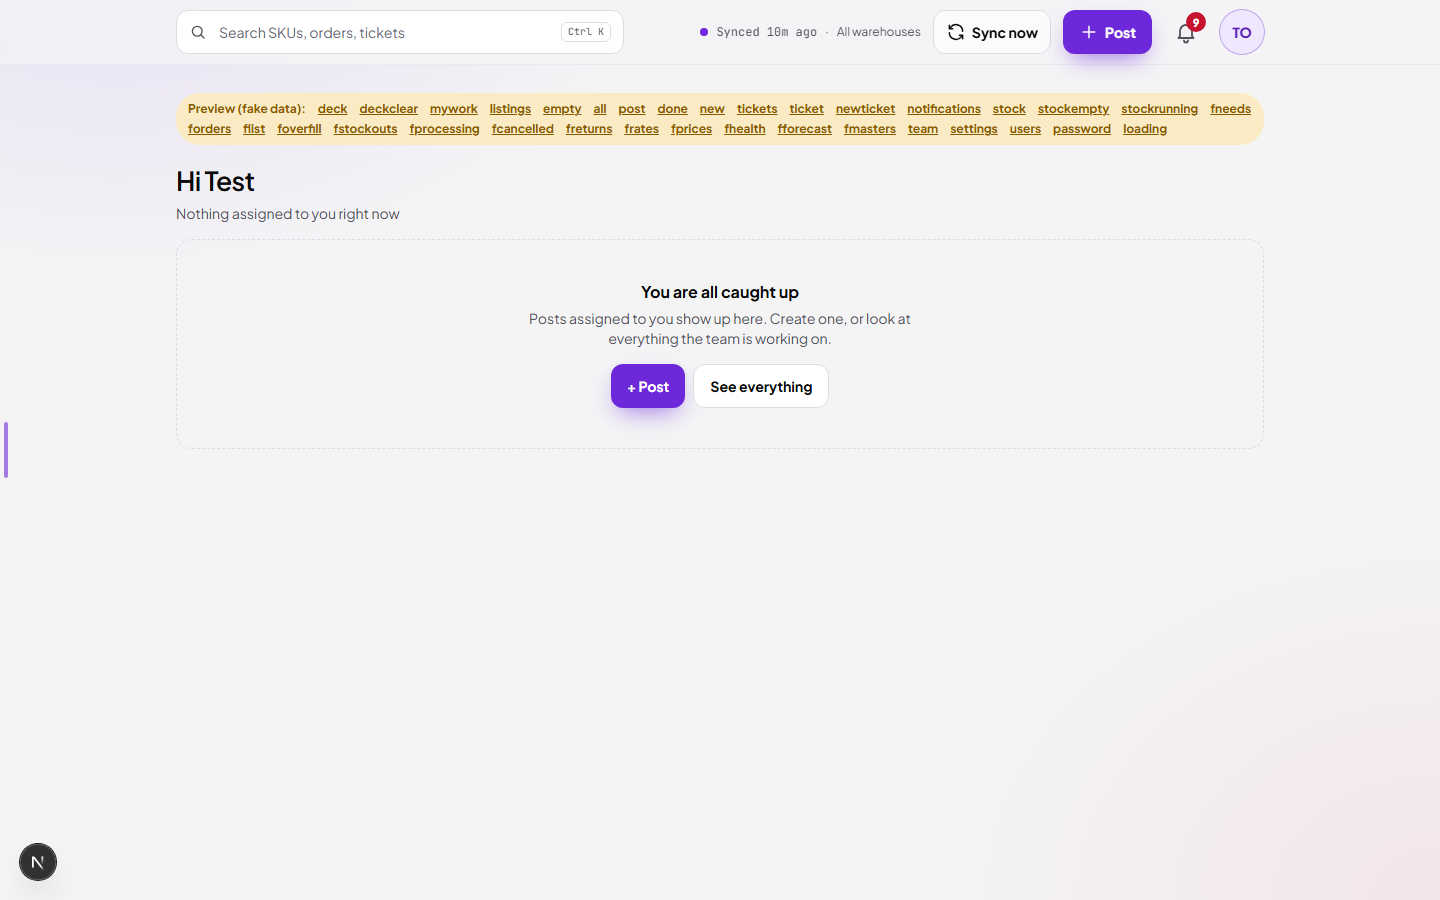 Search SKUs, orders, tickets
Ctrl K
Synced 10m ago · All warehouses
Sync now
+ Post
9
TO
Preview (fake data): deck deckclear mywork listings empty all post done new tickets ticket newticket notifications stock stockempty stockrunning fneeds
forders flist foverfill fstockouts fprocessing fcancelled freturns frates fprices fhealth fforecast fmasters team settings users password loading
Hi Test
Nothing assigned to you right now
You are all caught up
Posts assigned to you show up here. Create one, or look at
everything the team is working on.
+ Post
See everything
N